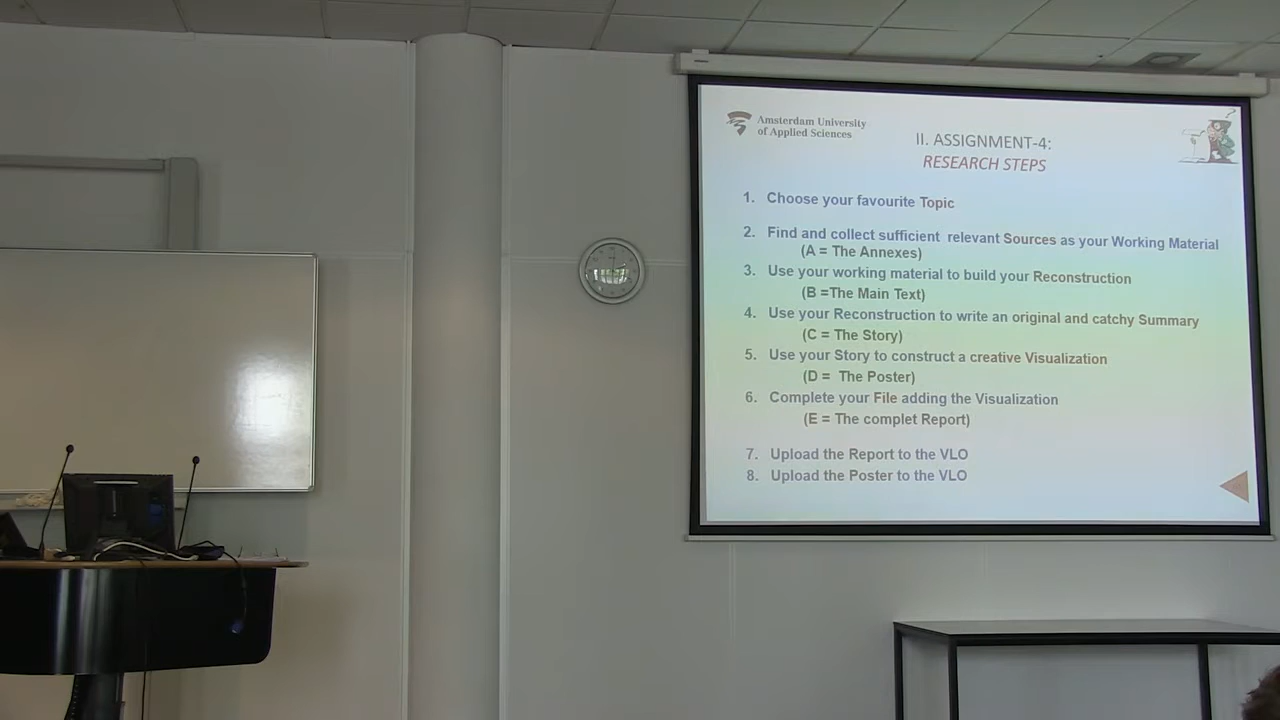 Amsterdam University
of Applied Sciences
II. ASSIGNMENT-4:
RESEARCH STEPS
1. Choose your favourite Topic
2. Find and collect sufficient relevant Sources as your Working Material
(A = The Annexes)
3. Use your working material to build your Reconstruction
(B =The Main Text)
4. Use your Reconstruction to write an original and catchy Summary
(C = The Story)
5. Use your Story to construct a creative Visualization
(D = The Poster)
6. Complete your File adding the Visualization
(E = The complet Report)
7. Upload the Report to the VLO
8. Upload the Poster to the VLO